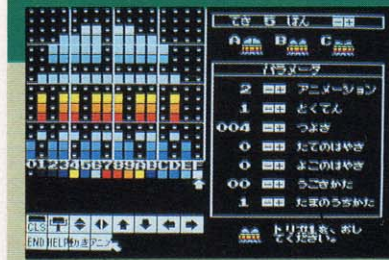 てき 5 ほん
A B C
パラメータ
2 アニメーション
1 とくてん
004 つよさ
0 たてのはやさ
0 よこのはやさ
00 うごきかた
1 たまのうちかた
0123456789ABCDEF
CLS
END HELP 動き アニメ
トリガ1を、おし
てください。